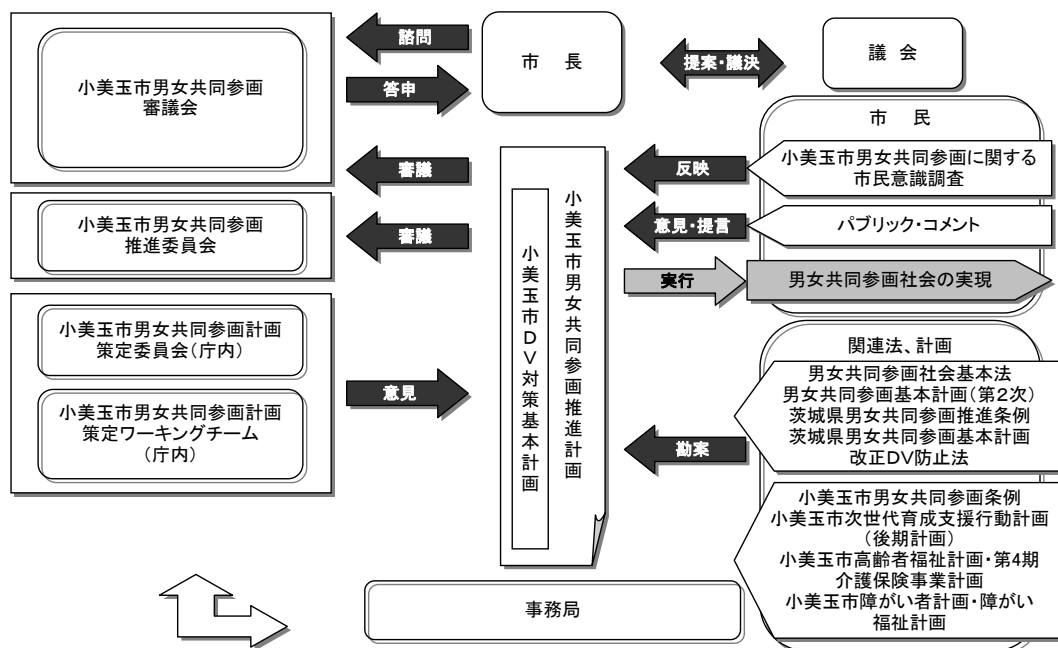 諮問
答申
小美玉市男女共同参画
審議会
市 長
提案・議決
議 会
審議
小美玉市男女共同参画
推進委員会
審議
小美玉市男女共同参画計画
策定委員会(庁内)
小美玉市男女共同参画計画
策定ワーキングチーム
(庁内)
意見
小美玉市男女共同参画推進計画
小美玉市DV対策基本計画
市 民
反映
小美玉市男女共同参画に関する
市民意識調査
意見・提言
パブリック・コメント
実行
男女共同参画社会の実現
関連法、計画
勘案
男女共同参画社会基本法
男女共同参画基本計画(第2次)
茨城県男女共同参画推進条例
茨城県男女共同参画基本計画
改正DV防止法
小美玉市男女共同参画条例
小美玉市次世代育成支援行動計画
(後期計画)
小美玉市高齢者福祉計画・第4期
介護保険事業計画
小美玉市障がい者計画・障がい
福祉計画
事務局